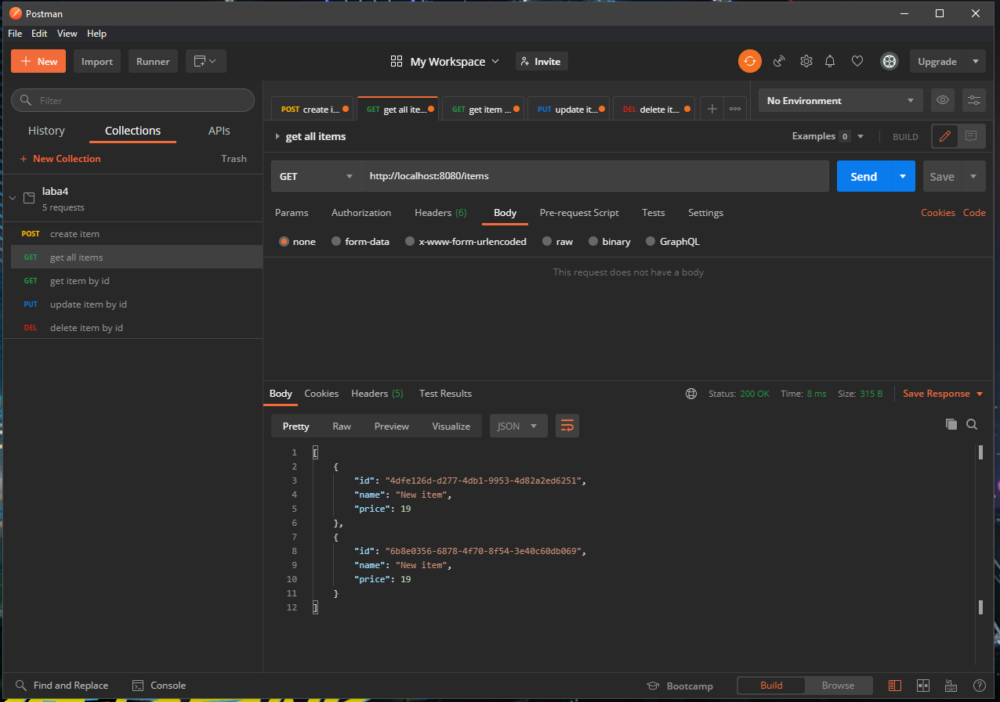 Postman
File Edit View Help
+ New Import Runner My Workspace Invite Upgrade
Filter
History Collections APIs
+ New Collection Trash
laba4
5 requests
POST create item
GET get all items
GET get item by id
PUT update item by id
DEL delete item by id
POST create i... GET get all ite... GET get item ... PUT update it... DEL delete it... + ooo
No Environment
get all items Examples 0 BUILD
GET http://localhost:8080/items Send Save
Params Authorization Headers (6) Body Pre-request Script Tests Settings Cookies Code
none form-data x-www-form-urlencoded raw binary GraphQL
This request does not have a body
Body Cookies Headers (5) Test Results Status: 200 OK Time: 8 ms Size: 315 B Save Response
Pretty Raw Preview Visualize JSON
1 [
2 {
3 "id": "4dfe126d-d277-4db1-9953-4d82a2ed6251",
4 "name": "New item",
5 "price": 19
6 },
7 {
8 "id": "6b8e0356-6878-4f70-8f54-3e40c60db069",
9 "name": "New item",
10 "price": 19
11 }
12 ]
Find and Replace Console Bootcamp Build Browse ?